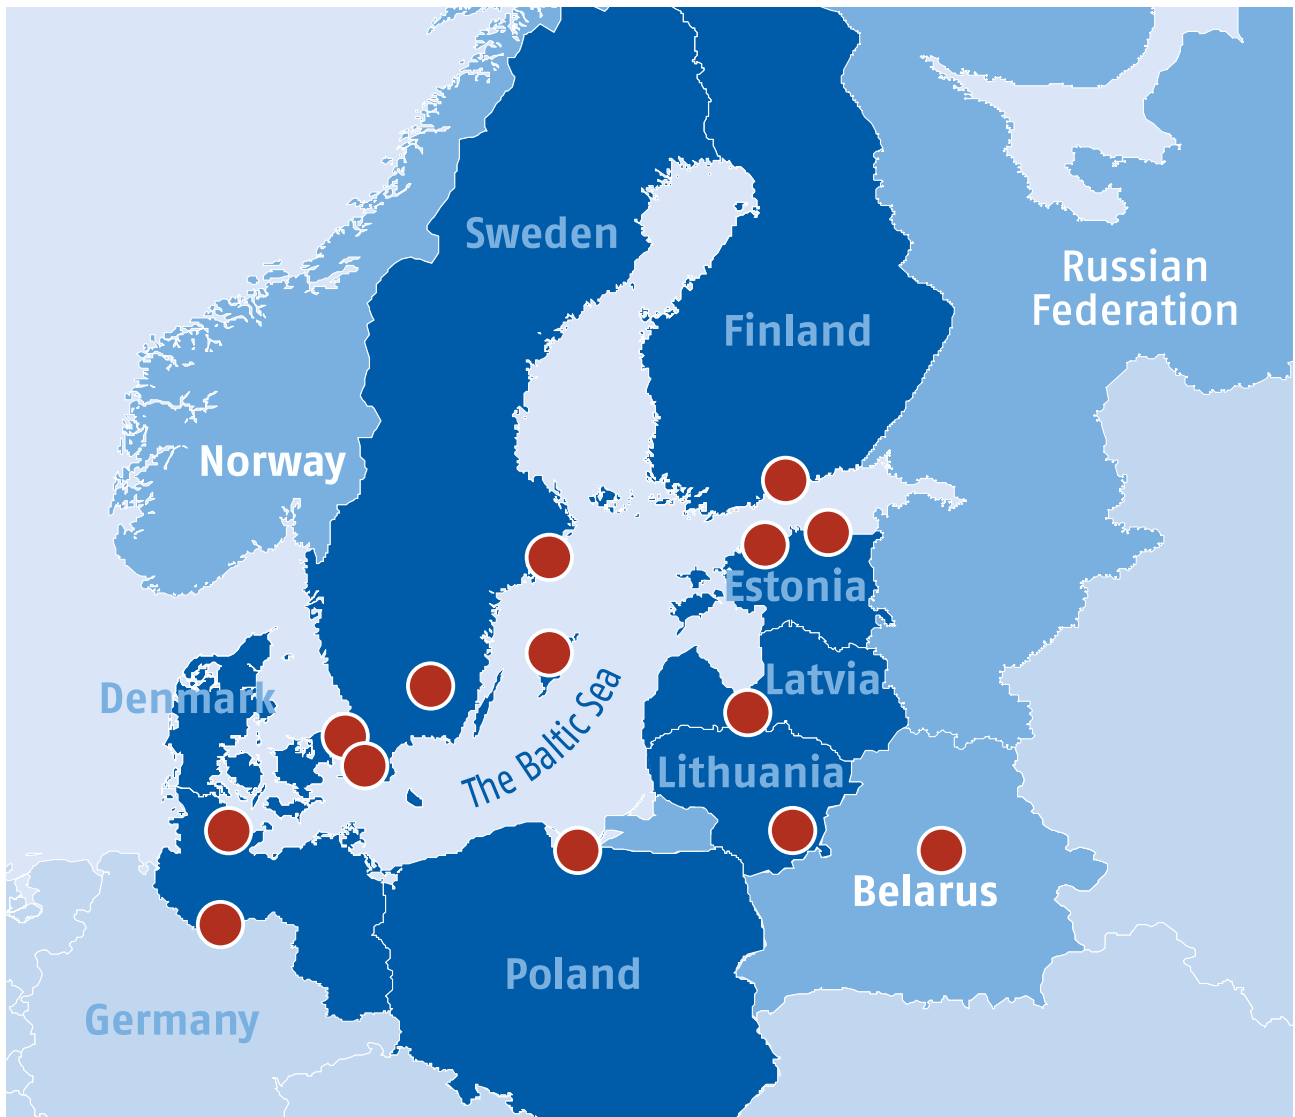 Sweden
Russian
Federation
Finland
Norway
Estonia
Latvia
Denmark
The Baltic Sea
Lithuania
Belarus
Poland
Germany